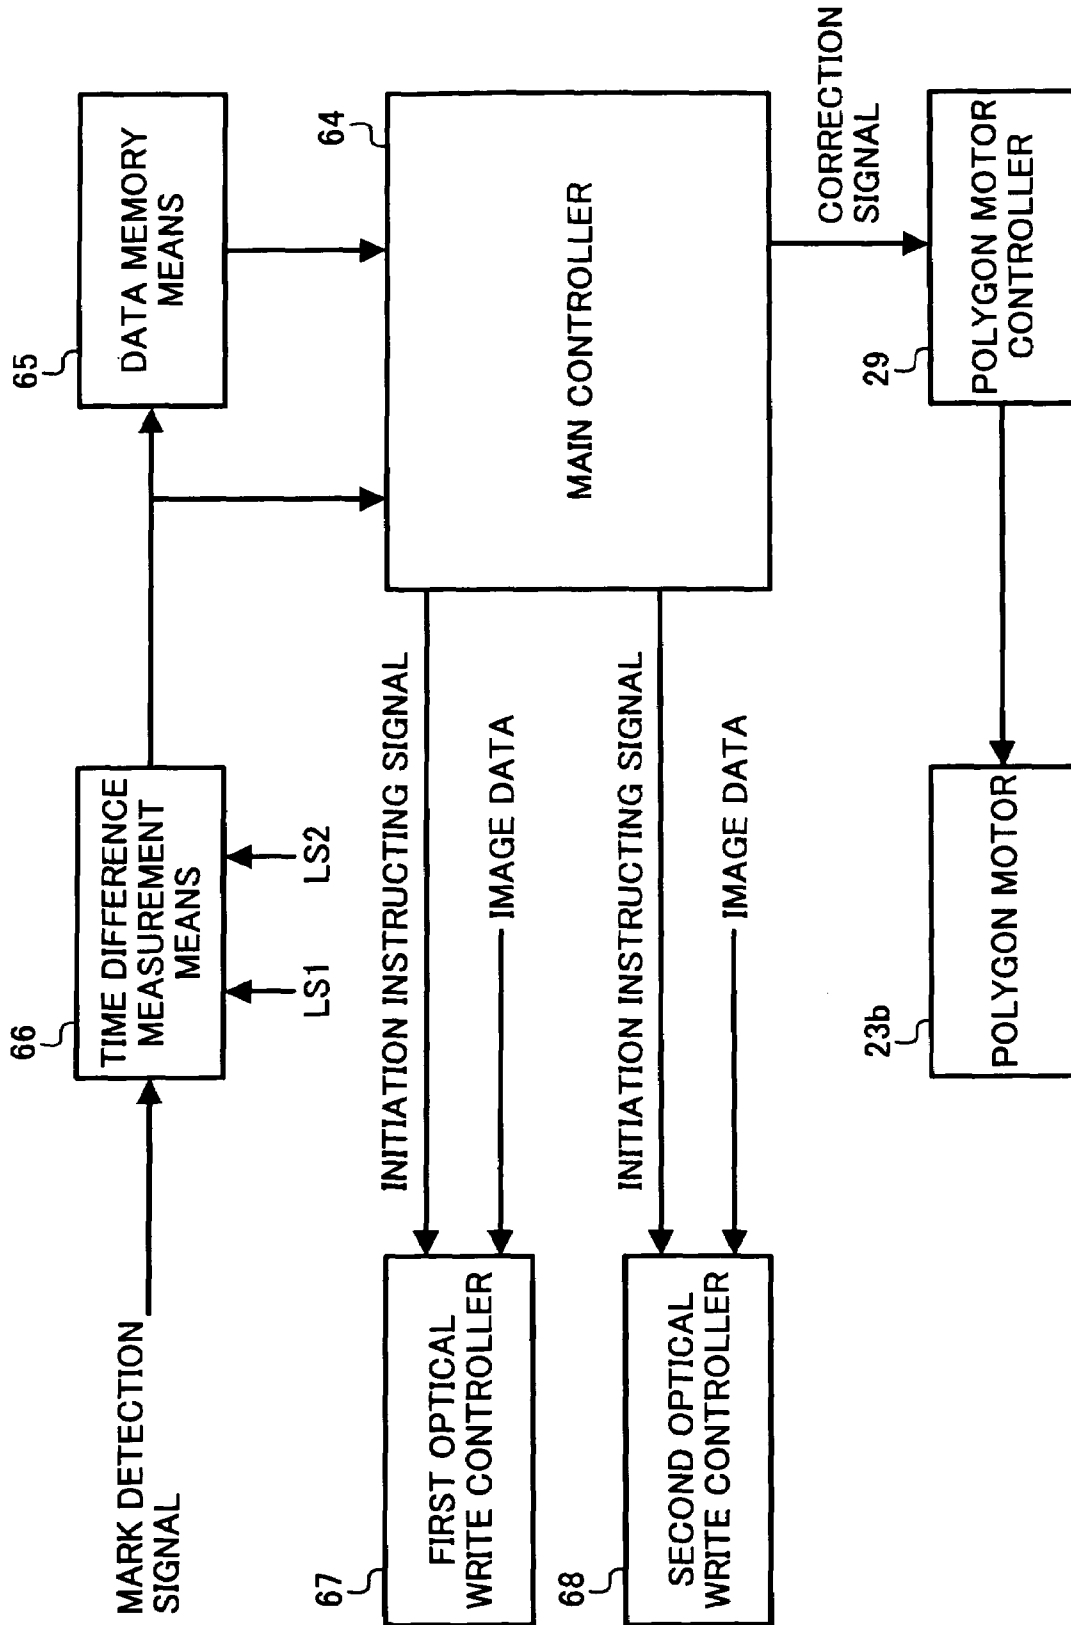 MARK DETECTION
SIGNAL
66
TIME DIFFERENCE
MEASUREMENT
MEANS
LS1
LS2
65
DATA MEMORY
MEANS
64
MAIN CONTROLLER
INITIATION INSTRUCTING SIGNAL
IMAGE DATA
67
FIRST OPTICAL
WRITE CONTROLLER
INITIATION INSTRUCTING SIGNAL
IMAGE DATA
68
SECOND OPTICAL
WRITE CONTROLLER
CORRECTION
SIGNAL
23b
POLYGON MOTOR
29
POLYGON MOTOR
CONTROLLER